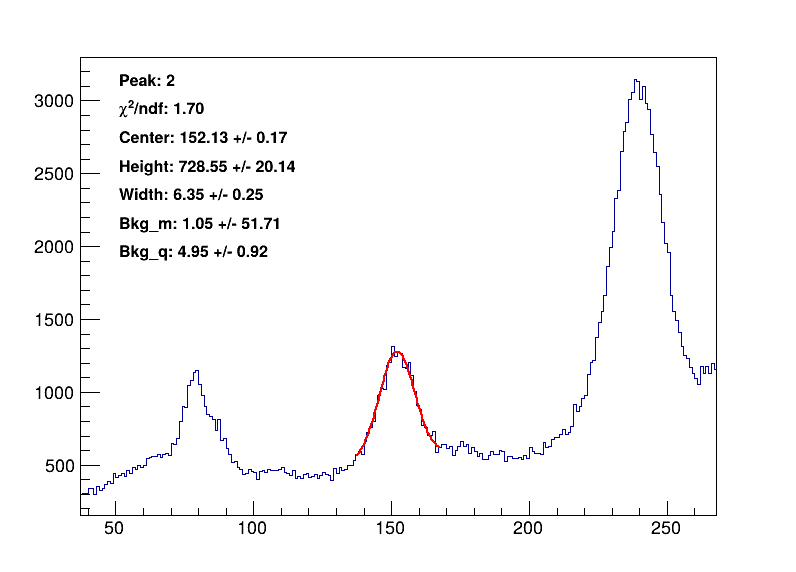 Peak: 2
χ²/ndf: 1.70
Center: 152.13 +/- 0.17
Height: 728.55 +/- 20.14
Width: 6.35 +/- 0.25
Bkg_m: 1.05 +/- 51.71
Bkg_q: 4.95 +/- 0.92
3000
2500
2000
1500
1000
500
50 100 150 200 250